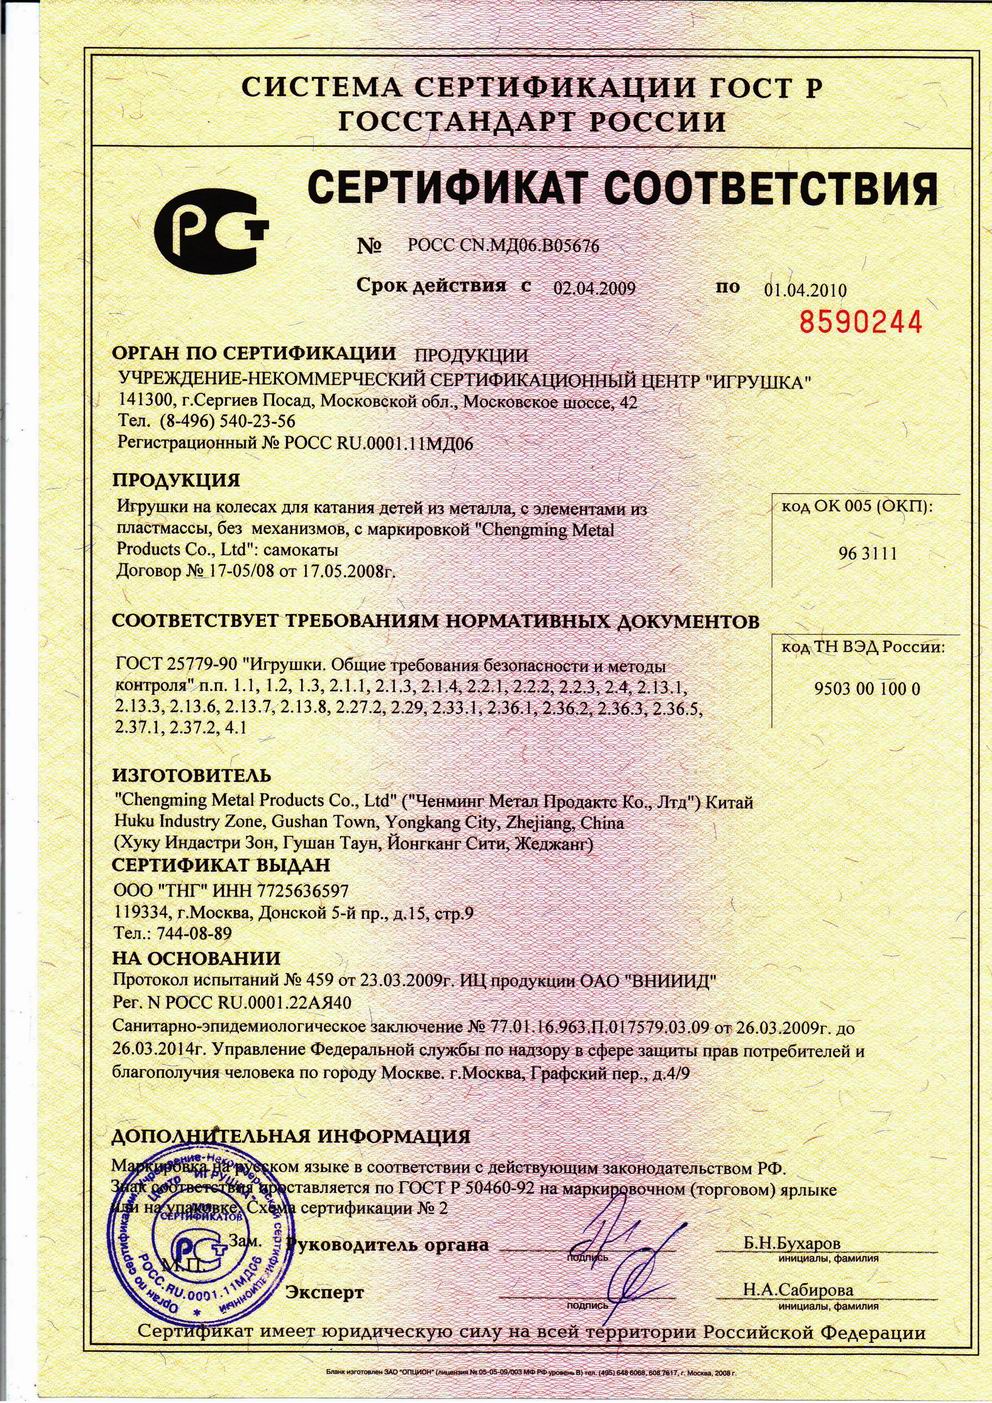 СИСТЕМА СЕРТИФИКАЦИИ ГОСТ Р
ГОССТАНДАРТ РОССИИ
РСТ
СЕРТИФИКАТ СООТВЕТСТВИЯ
№ РОСС CN.МД06.В05676
Срок действия с 02.04.2009 по 01.04.2010
8590244
ОРГАН ПО СЕРТИФИКАЦИИ ПРОДУКЦИИ
УЧРЕЖДЕНИЕ-НЕКОММЕРЧЕСКИЙ СЕРТИФИКАЦИОННЫЙ ЦЕНТР "ИГРУШКА"
141300, г.Сергиев Посад, Московской обл., Московское шоссе, 42
Тел. (8-496) 540-23-56
Регистрационный № РОСС RU.0001.11МД06
ПРОДУКЦИЯ
Игрушки на колесах для катания детей из металла, с элементами из
пластмассы, без механизмов, с маркировкой "Chengming Metal
Products Co., Ltd": самокаты
Договор № 17-05/08 от 17.05.2008г.
код ОК 005 (ОКП):
96 3111
СООТВЕТСТВУЕТ ТРЕБОВАНИЯМ НОРМАТИВНЫХ ДОКУМЕНТОВ
ГОСТ 25779-90 "Игрушки. Общие требования безопасности и методы
контроля" п.п. 1.1, 1.2, 1.3, 2.1.1, 2.1.3, 2.1.4, 2.2.1, 2.2.2, 2.2.3, 2.4, 2.13.1,
2.13.3, 2.13.6, 2.13.7, 2.13.8, 2.27.2, 2.29, 2.33.1, 2.36.1, 2.36.2, 2.36.3, 2.36.5,
2.37.1, 2.37.2, 4.1
код ТН ВЭД России:
9503 00 100 0
ИЗГОТОВИТЕЛЬ
"Chengming Metal Products Co., Ltd" ("Ченминг Метал Продактс Ко., Лтд") Китай
Huku Industry Zone, Gushan Town, Yongkang City, Zhejiang, China
(Хуку Индастри Зон, Гушан Таун, Йонгканг Сити, Жеджанг)
СЕРТИФИКАТ ВЫДАН
ООО "ТНГ" ИНН 7725636597
119334, г.Москва, Донской 5-й пр., д.15, стр.9
Тел.: 744-08-89
НА ОСНОВАНИИ
Протокол испытаний № 459 от 23.03.2009г. ИЦ продукции ОАО "ВНИИИД"
Рег. N РОСС RU.0001.22АЯ40
Санитарно-эпидемиологическое заключение № 77.01.16.963.П.017579.03.09 от 26.03.2009г. до
26.03.2014г. Управление Федеральной службы по надзору в сфере защиты прав потребителей и
благополучия человека по городу Москве. г.Москва, Графский пер., д.4/9
ДОПОЛНИТЕЛЬНАЯ ИНФОРМАЦИЯ
Маркировка на русском языке в соответствии с действующим законодательством РФ.
Знак соответствия проставляется по ГОСТ Р 50460-92 на маркировочном (торговом) ярлыке
или на упаковке. Схема сертификации № 2
Зам. Руководитель органа
подпись
Б.Н.Бухаров
инициалы, фамилия
М.П.
Эксперт
подпись
Н.А.Сабирова
инициалы, фамилия
Орган по сертификации учреждение-Некоммерческий сертификационный
Центр "ИГРУШКА"
ДЛЯ
СЕРТИФИКАТОВ
РСТ
РОСС.RU.0001.11МД06
Сертификат имеет юридическую силу на всей территории Российской Федерации
Бланк изготовлен ЗАО "ОПЦИОН" (лицензия № 05-05-09/003 МФ РФ уровень В) тел. (495) 648 6068, 608 7617, г. Москва, 2008 г.